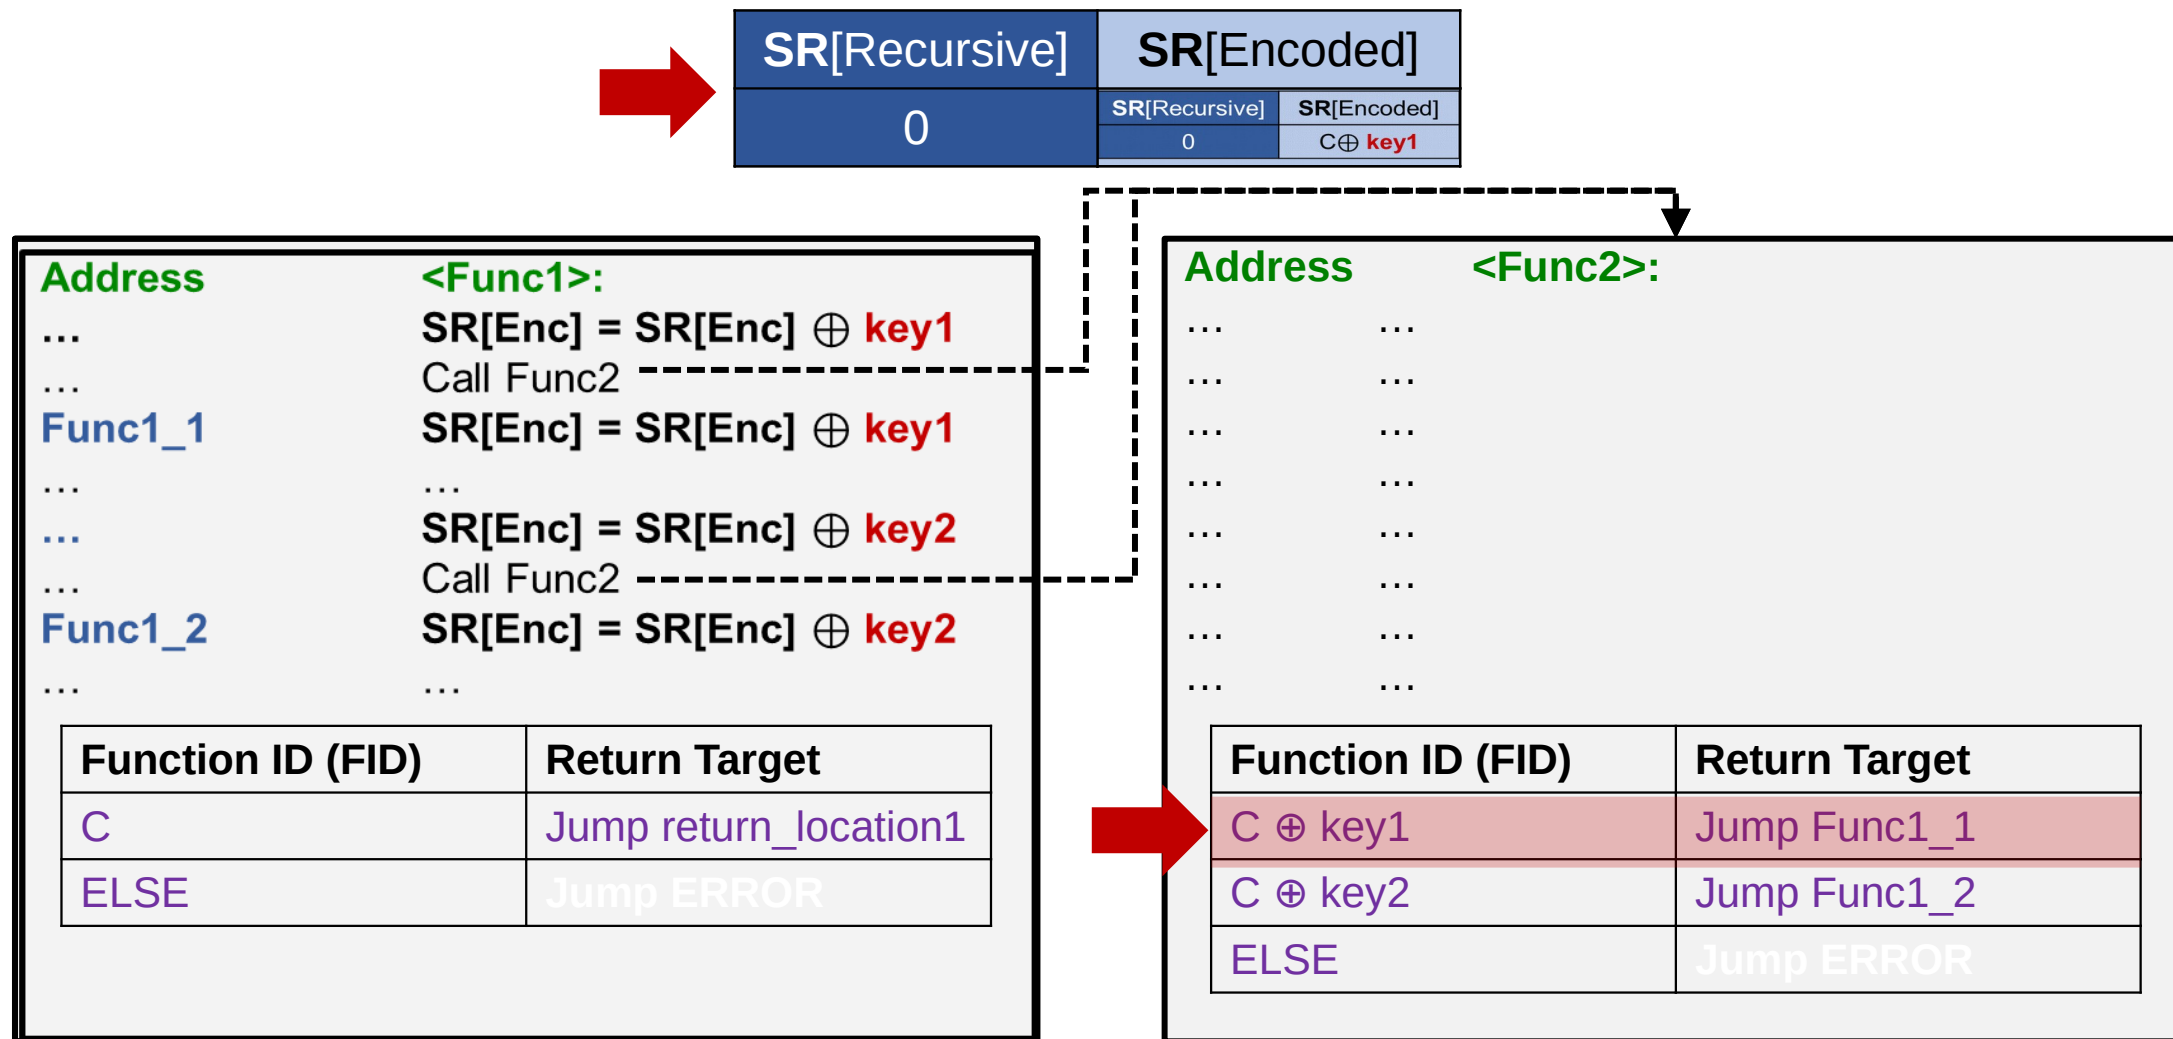 SR[Recursive] SR[Encoded]
0
SR[Recursive] SR[Encoded]
0 C⊕ key1
Address <Func1>:
... SR[Enc] = SR[Enc] ⊕ key1
... Call Func2
Func1_1 SR[Enc] = SR[Enc] ⊕ key1
... ...
... SR[Enc] = SR[Enc] ⊕ key2
... Call Func2
Func1_2 SR[Enc] = SR[Enc] ⊕ key2
... ...
Function ID (FID) Return Target
C Jump return_location1
ELSE Jump ERROR
Address <Func2>:
... ...
... ...
... ...
... ...
... ...
... ...
... ...
... ...
Function ID (FID) Return Target
C ⊕ key1 Jump Func1_1
C ⊕ key2 Jump Func1_2
ELSE Jump ERROR